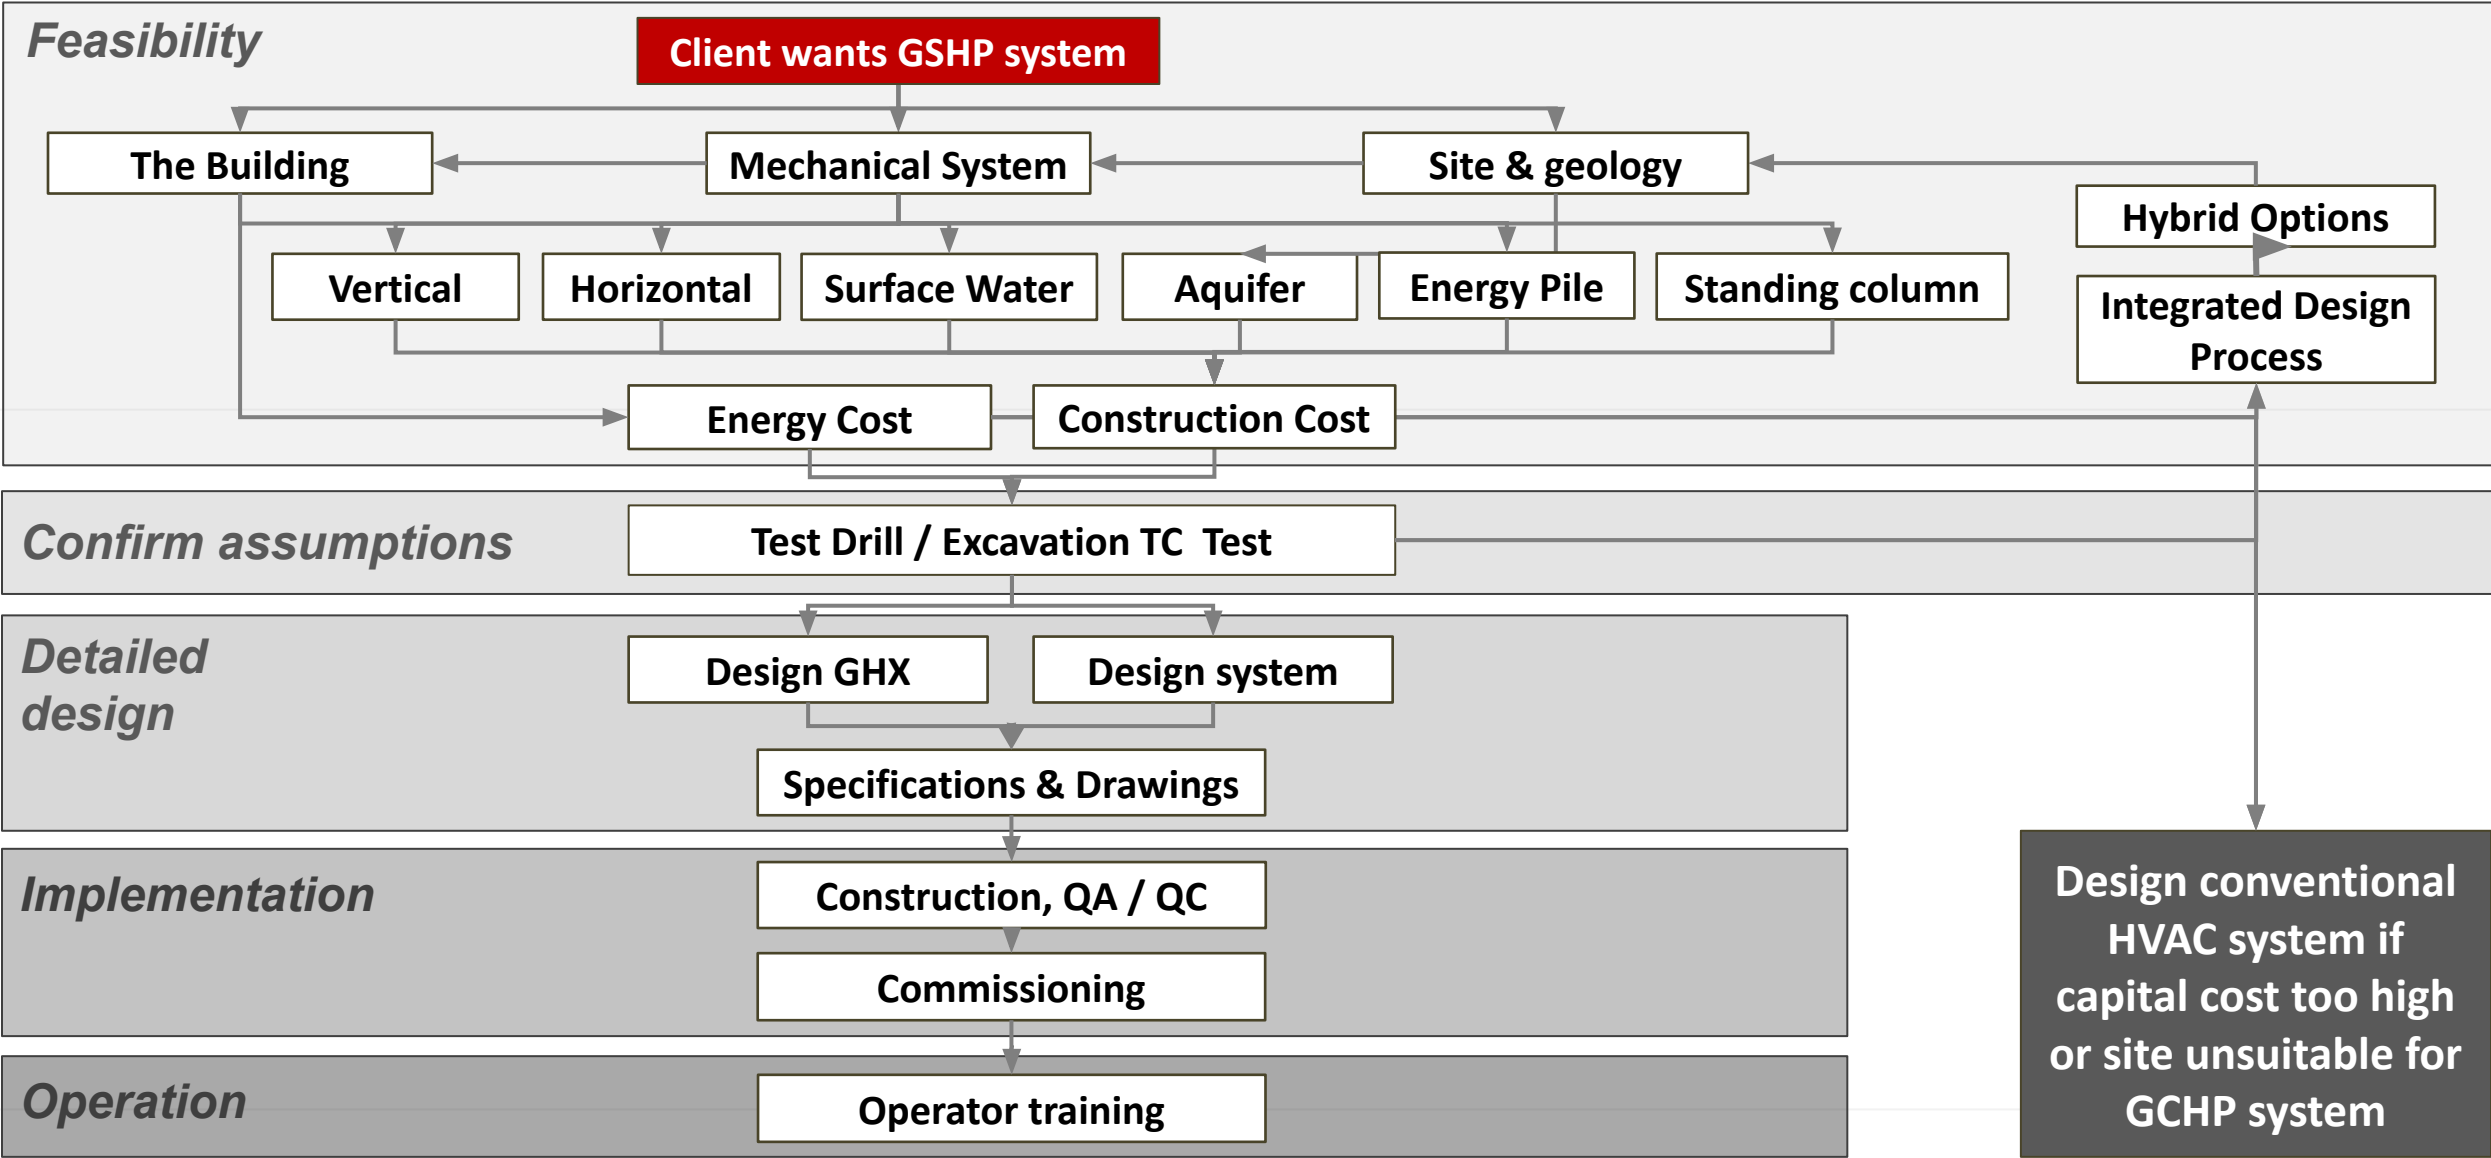 Feasibility
Client wants GSHP system
The Building
Mechanical System
Site & geology
Hybrid Options
Vertical
Horizontal
Surface Water
Aquifer
Energy Pile
Standing column
Integrated Design
Process
Energy Cost
Construction Cost
Confirm assumptions
Test Drill / Excavation TC  Test
Detailed
design
Design GHX
Design system
Specifications & Drawings
Implementation
Construction, QA / QC
Commissioning
Operation
Operator training
Design conventional
HVAC system if
capital cost too high
or site unsuitable for
GCHP system